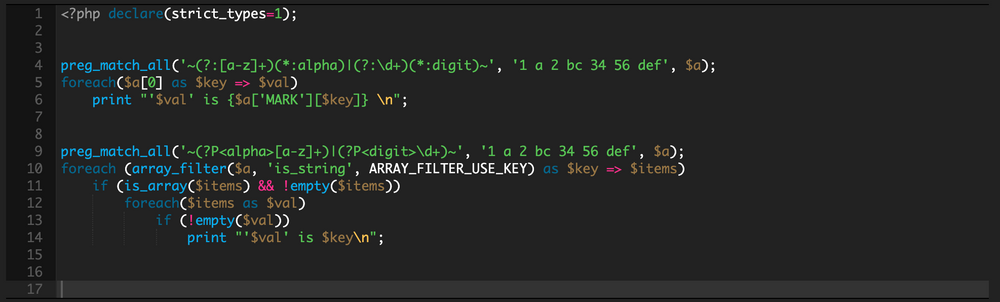 1 <?php declare(strict_types=1);
2
3
4 preg_match_all('~(?:[a-z]+)(*:alpha)|(?:\d+)(*:digit)~', '1 a 2 bc 34 56 def', $a);
5 foreach($a[0] as $key => $val)
6     print "'$val' is {$a['MARK'][$key]} \n";
7
8
9 preg_match_all('~(?P<alpha>[a-z]+)|(?P<digit>\d+)~', '1 a 2 bc 34 56 def', $a);
10 foreach (array_filter($a, 'is_string', ARRAY_FILTER_USE_KEY) as $key => $items)
11     if (is_array($items) && !empty($items))
12         foreach($items as $val)
13             if (!empty($val))
14                 print "'$val' is $key\n";
15
16
17